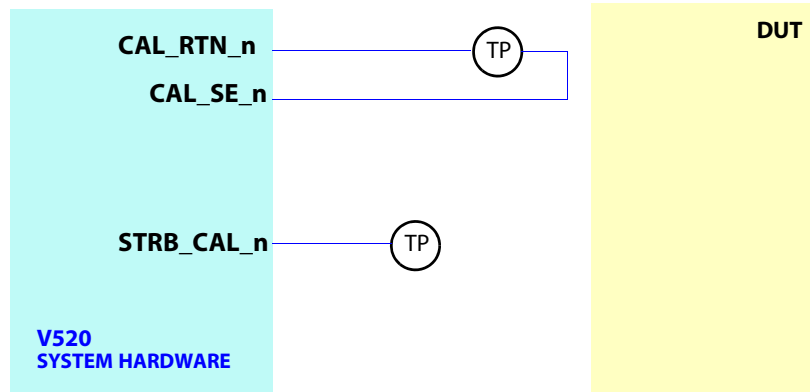 DUT
CAL_RTN_n
TP
CAL_SE_n
STRB_CAL_n
TP
V520
SYSTEM HARDWARE